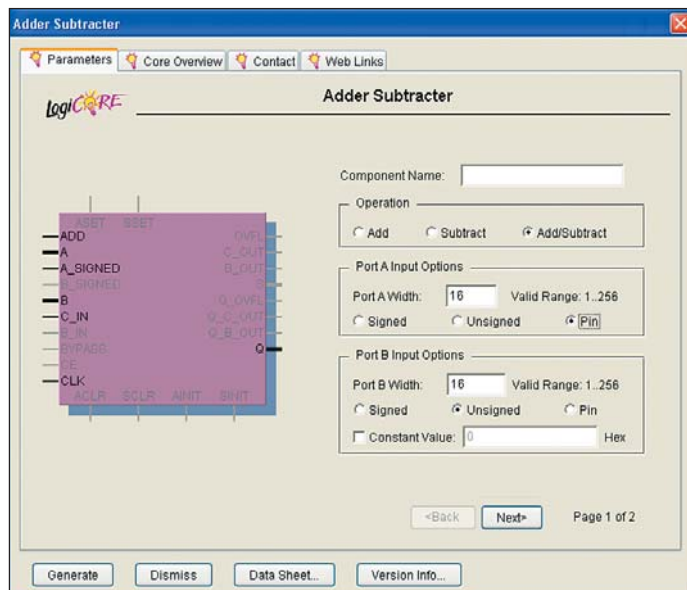 Adder Subtracter
Parameters
Core Overview
Contact
Web Links
LogiCORE
Adder Subtracter
Component Name:
Operation
Add
Subtract
Add/Subtract
Port A Input Options
Port A Width: 16 Valid Range: 1..256
Signed
Unsigned
Pin
Port B Input Options
Port B Width: 16 Valid Range: 1..256
Signed
Unsigned
Pin
Constant Value: 0 Hex
ASET SSET
ADD
A
A_SIGNED
B_SIGNED
B
C_IN
B_IN
BYPASS
CE
CLK
OVFL
C_OUT
B_OUT
S
Q_OVFL
Q_C_OUT
Q_B_OUT
Q
ACLR SCLR AINIT SINIT
<Back
Next>
Page 1 of 2
Generate
Dismiss
Data Sheet...
Version Info...